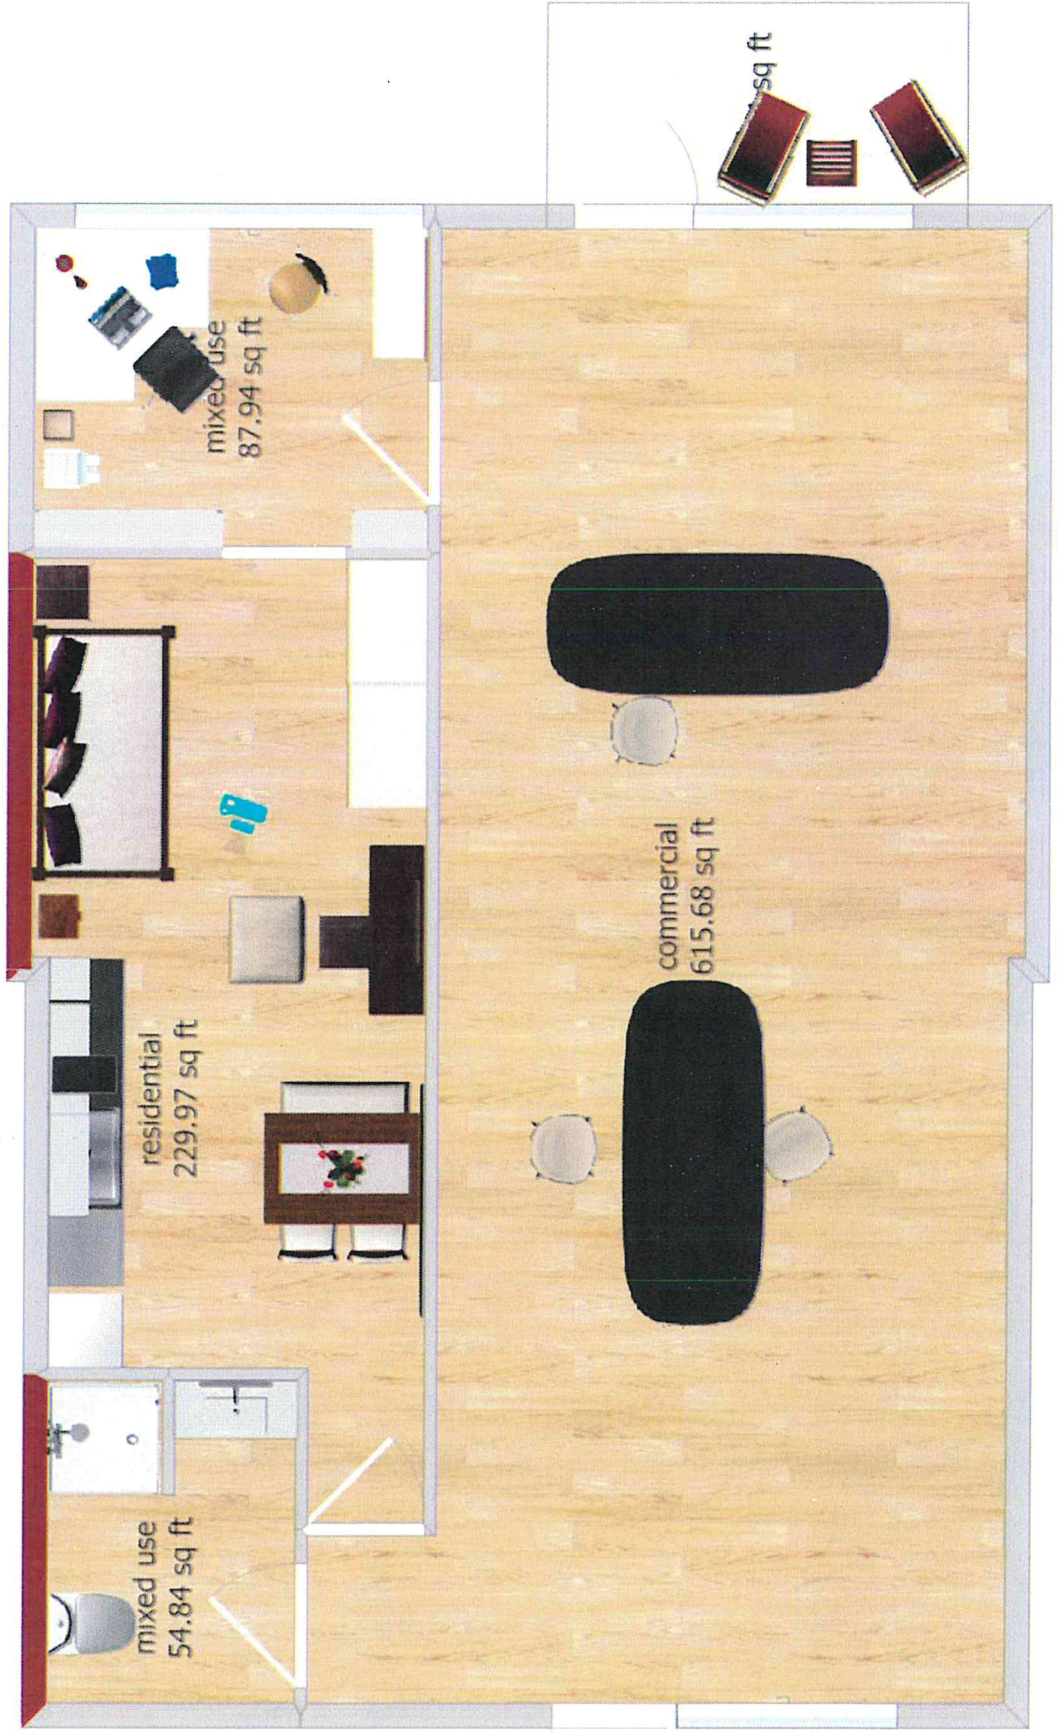 mixed use
54.84 sq ft
residential
229.97 sq ft
mixed use
87.94 sq ft
commercial
615.68 sq ft
sq ft